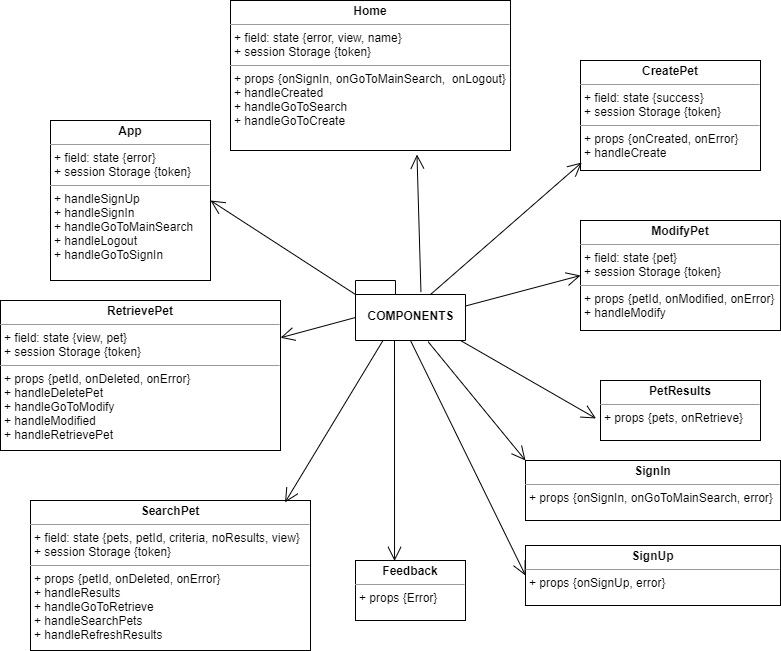 Home
+ field: state {error, view, name}
+ session Storage {token}
+ props {onSignIn, onGoToMainSearch, onLogout}
+ handleCreated
+ handleGoToSearch
+ handleGoToCreate
CreatePet
+ field: state {success}
+ session Storage {token}
+ props {onCreated, onError}
+ handleCreate
App
+ field: state {error}
+ session Storage {token}
+ handleSignUp
+ handleSignIn
+ handleGoToMainSearch
+ handleLogout
+ handleGoToSignIn
ModifyPet
+ field: state {pet}
+ session Storage {token}
+ props {petId, onModified, onError}
+ handleModify
COMPONENTS
RetrievePet
+ field: state {view, pet}
+ session Storage {token}
+ props {petId, onDeleted, onError}
+ handleDeletePet
+ handleGoToModify
+ handleModified
+ handleRetrievePet
PetResults
+ props {pets, onRetrieve}
SignIn
+ props {onSignIn, onGoToMainSearch, error}
SearchPet
+ field: state {pets, petId, criteria, noResults, view}
+ session Storage {token}
+ props {petId, onDeleted, onError}
+ handleResults
+ handleGoToRetrieve
+ handleSearchPets
+ handleRefreshResults
Feedback
+ props {Error}
SignUp
+ props {onSignUp, error}